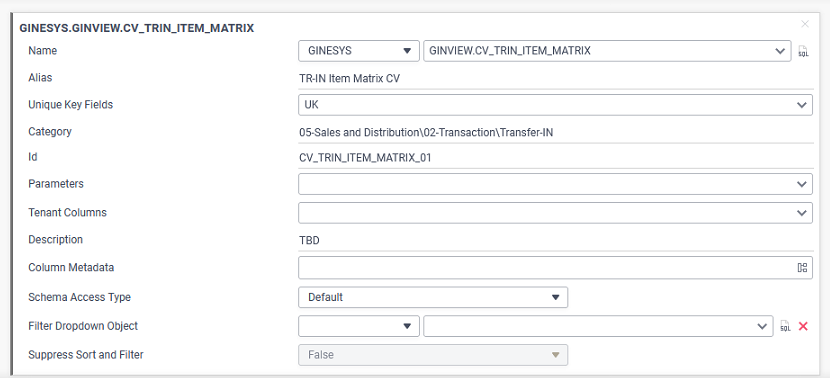 GINESYS.GINVIEW.CV_TRIN_ITEM_MATRIX
Name GINESYS GINVIEW.CV_TRIN_ITEM_MATRIX SQL
Alias TR-IN Item Matrix CV
Unique Key Fields UK
Category 05-Sales and Distribution\02-Transaction\Transfer-IN
Id CV_TRIN_ITEM_MATRIX_01
Parameters
Tenant Columns
Description TBD
Column Metadata
Schema Access Type Default
Filter Dropdown Object SQL
Suppress Sort and Filter False